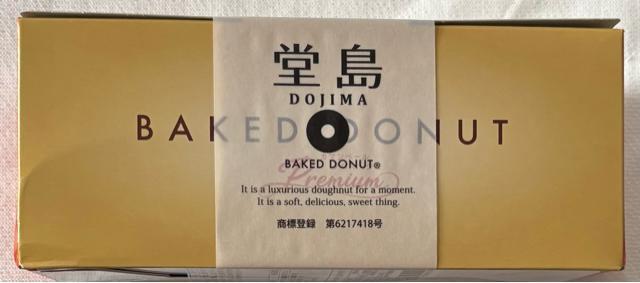 堂島
DOJIMA
BAKED DONUT
BAKED DONUT®
Premium
It is a luxurious doughnut for a moment.
It is a soft, delicious, sweet thing.
商標登録 第6217418号